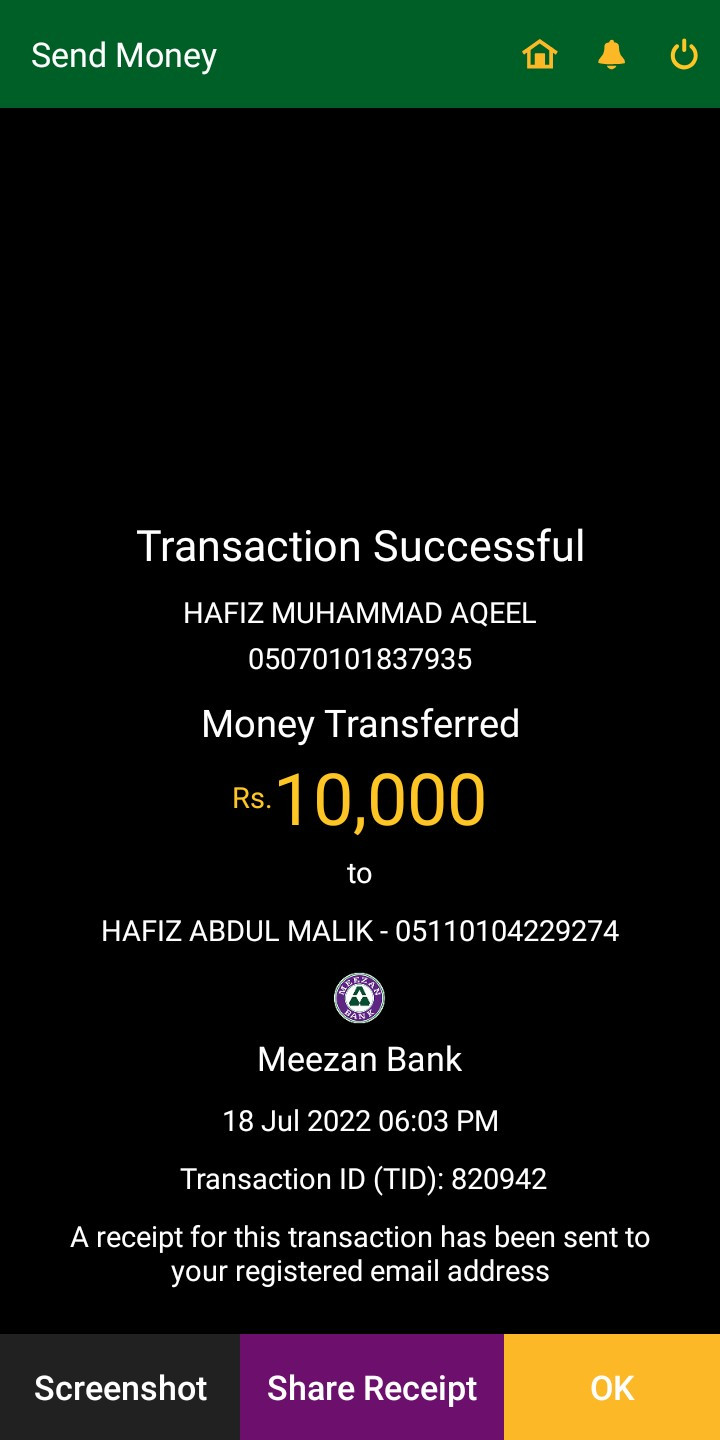 Send Money
Transaction Successful
HAFIZ MUHAMMAD AQEEL
05070101837935
Money Transferred
Rs.10,000
to
HAFIZ ABDUL MALIK - 05110104229274
MEEZAN
BANK
Meezan Bank
18 Jul 2022 06:03 PM
Transaction ID (TID): 820942
A receipt for this transaction has been sent to
your registered email address
Screenshot Share Receipt OK